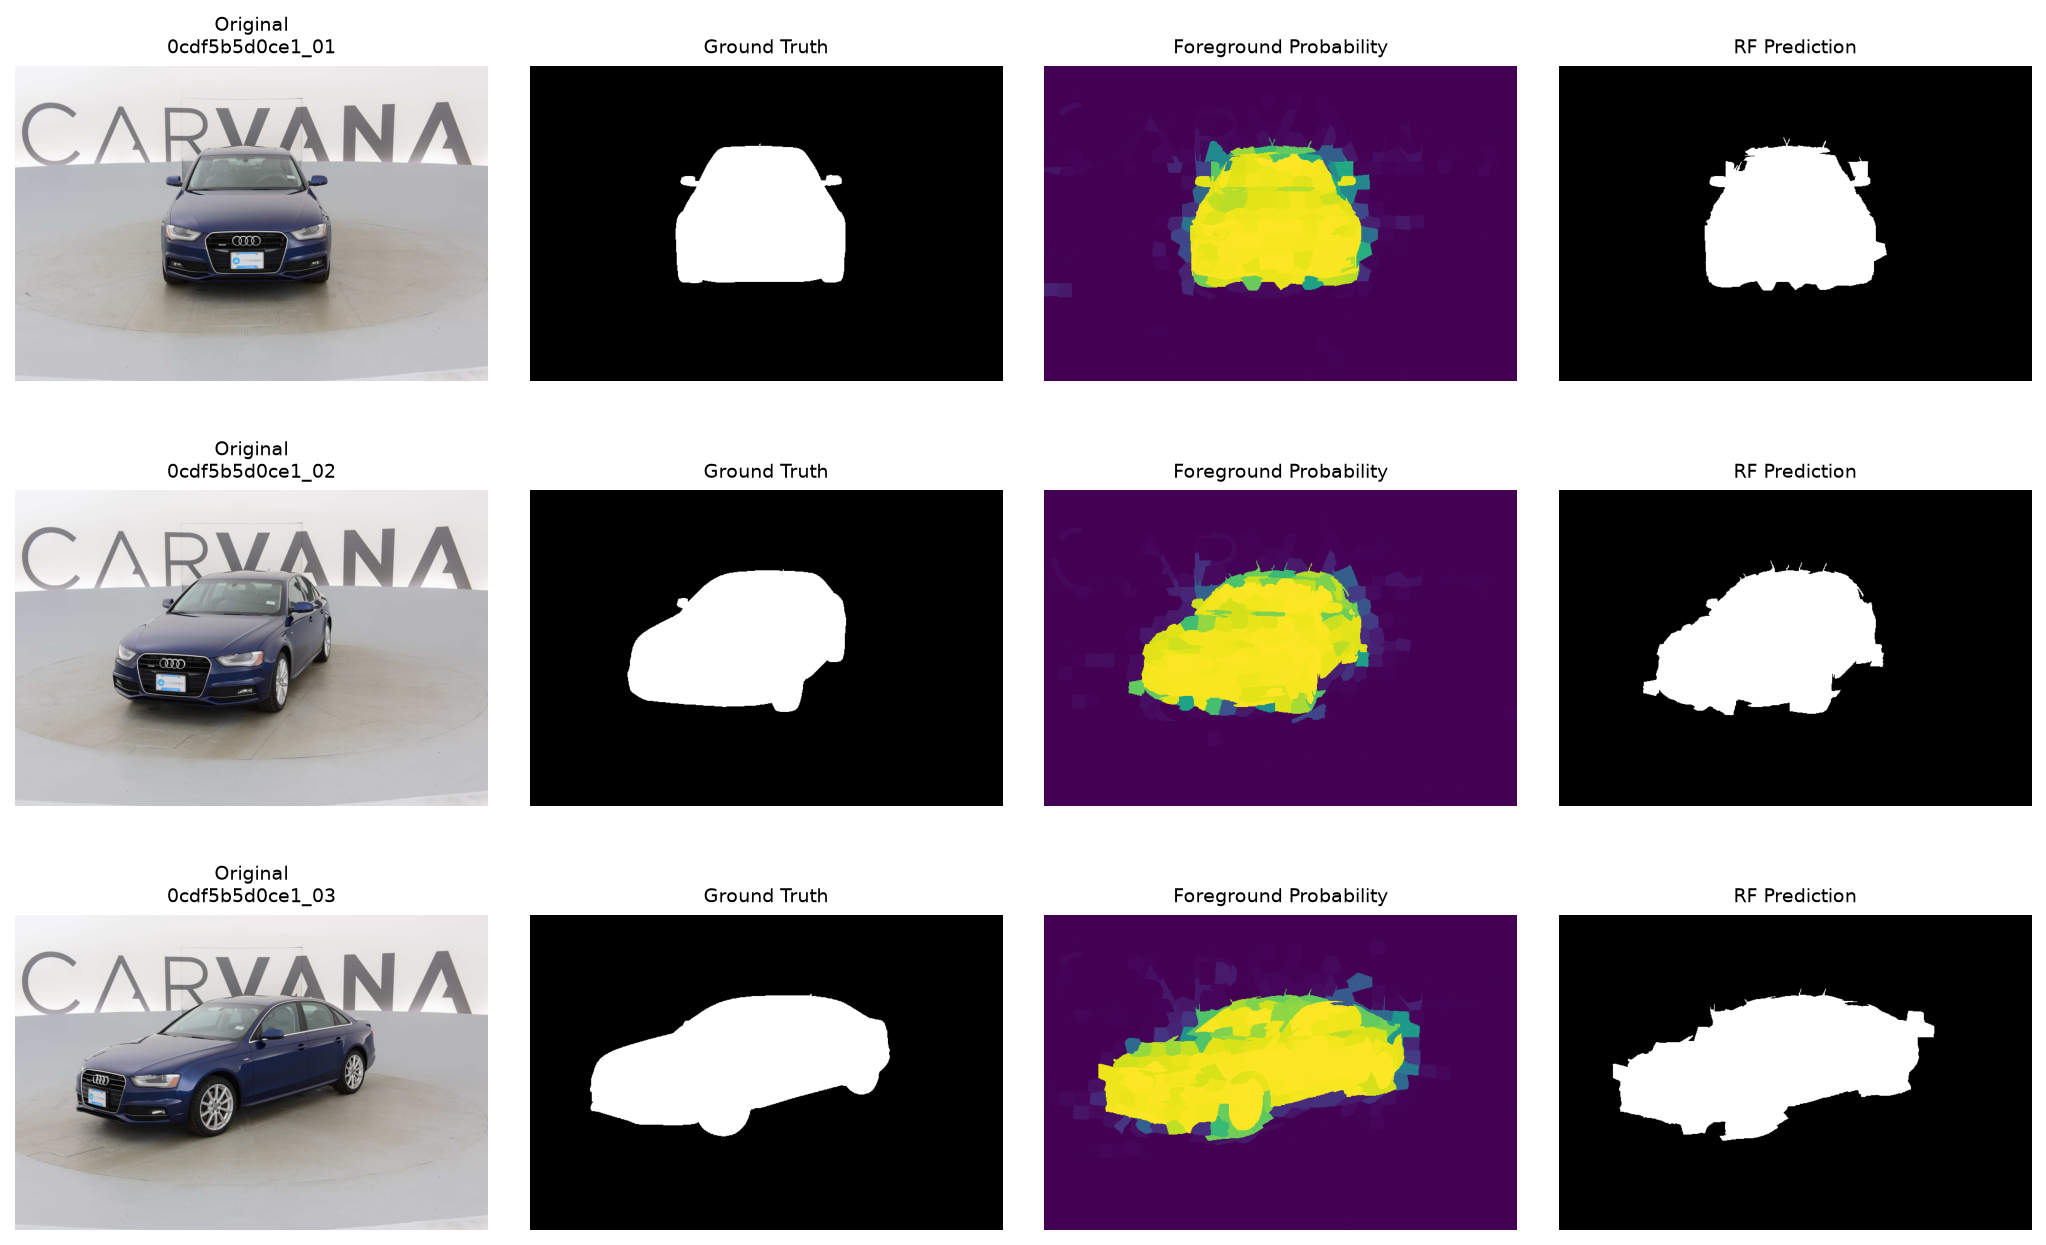 Original
0cdf5b5d0ce1_01
Ground Truth
Foreground Probability
RF Prediction
CARVANA
Original
0cdf5b5d0ce1_02
Ground Truth
Foreground Probability
RF Prediction
CARVANA
Original
0cdf5b5d0ce1_03
Ground Truth
Foreground Probability
RF Prediction
CARVANA